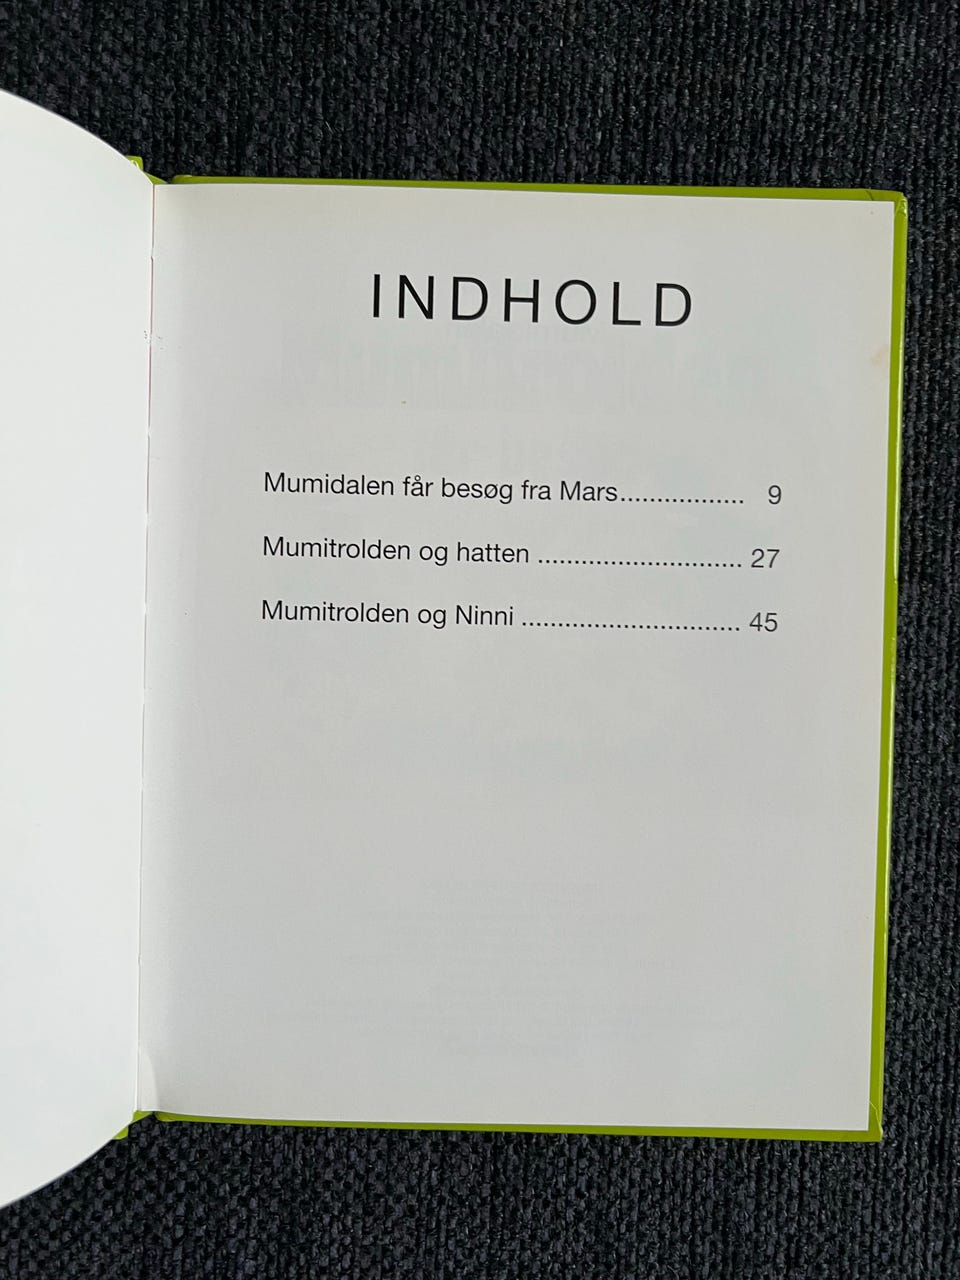 INDHOLD
Mumidalen får besøg fra Mars................. 9
Mumitrolden og hatten ............................ 27
Mumitrolden og Ninni .............................. 45